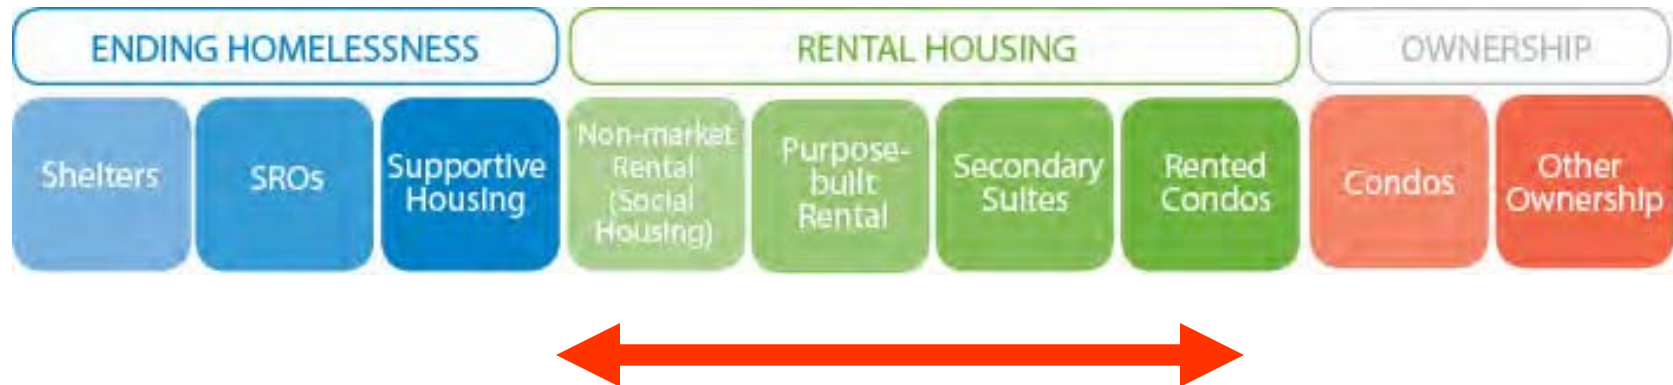 ENDING HOMELESSNESS
RENTAL HOUSING
OWNERSHIP
Shelters
SROs
Supportive
Housing
Non-market
Rental
(Social
Housing)
Purpose-
built
Rental
Secondary
Suites
Rented
Condos
Condos
Other
Ownership